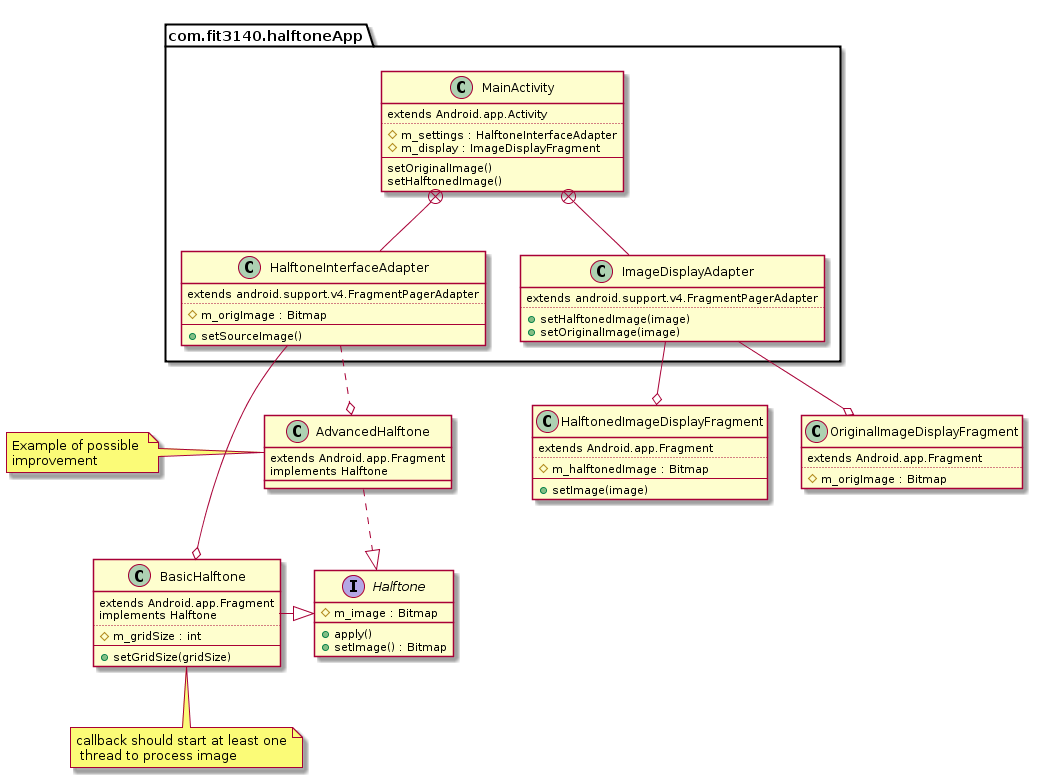 com.fit3140.halftoneApp
C MainActivity
extends Android.app.Activity
m_settings : HalftoneInterfaceAdapter
m_display : ImageDisplayFragment
setOriginalImage()
setHalftonedImage()
C HalftoneInterfaceAdapter
extends android.support.v4.FragmentPagerAdapter
m_origImage : Bitmap
setSourceImage()
C ImageDisplayAdapter
extends android.support.v4.FragmentPagerAdapter
setHalftonedImage(image)
setOriginalImage(image)
Example of possible
improvement
C AdvancedHalftone
extends Android.app.Fragment
implements Halftone
C HalftonedImageDisplayFragment
extends Android.app.Fragment
m_halftonedImage : Bitmap
setImage(image)
C OriginalImageDisplayFragment
extends Android.app.Fragment
m_origImage : Bitmap
C BasicHalftone
extends Android.app.Fragment
implements Halftone
m_gridSize : int
setGridSize(gridSize)
I Halftone
m_image : Bitmap
apply()
setImage() : Bitmap
callback should start at least one
thread to process image